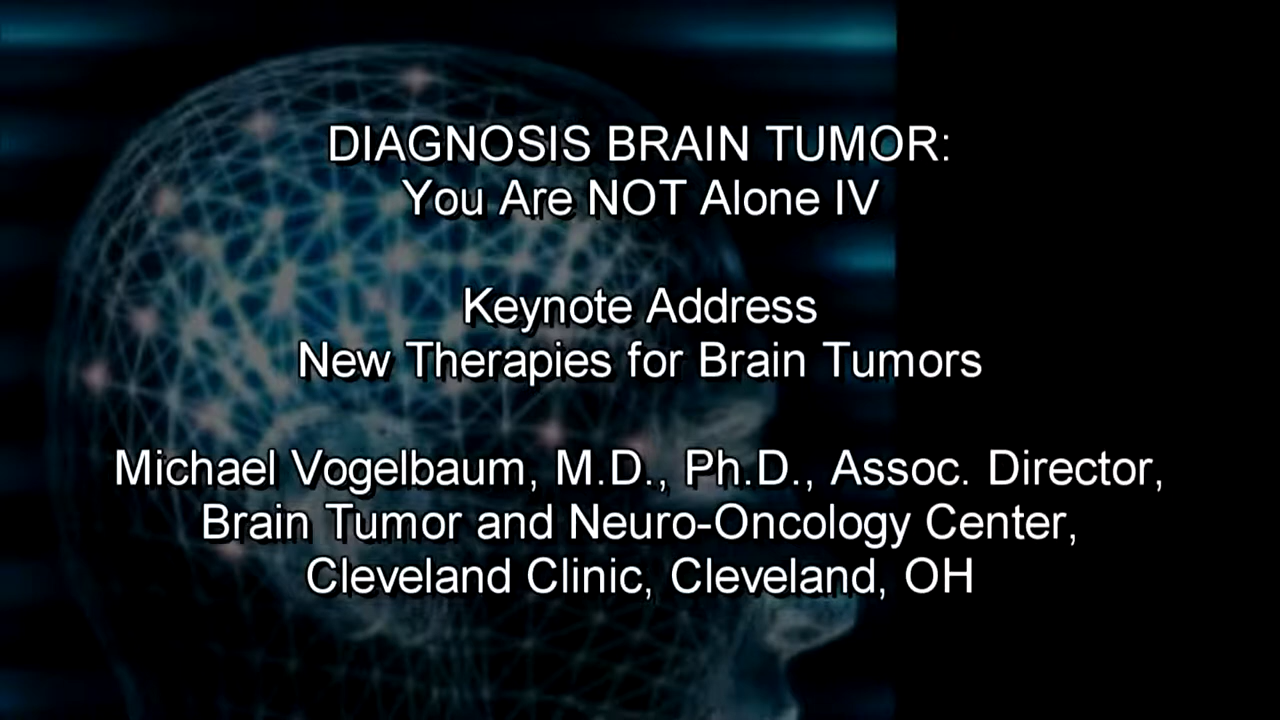 DIAGNOSIS BRAIN TUMOR:
You Are NOT Alone IV
Keynote Address
New Therapies for Brain Tumors
Michael Vogelbaum, M.D., Ph.D., Assoc. Director,
Brain Tumor and Neuro-Oncology Center,
Cleveland Clinic, Cleveland, OH